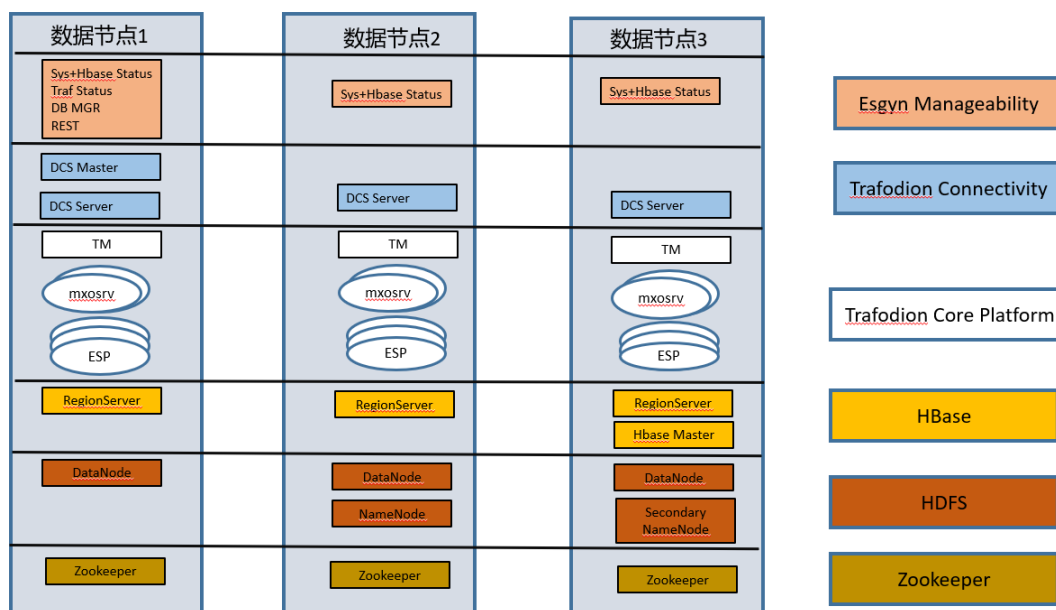 数据节点1
数据节点2
数据节点3
Sys+Hbase Status
Traf Status
DB MGR
REST
Sys+Hbase Status
Sys+Hbase Status
Esgyn Manageability
DCS Master
DCS Server
DCS Server
DCS Server
Trafodion Connectivity
TM
TM
TM
mxosrv
mxosrv
mxosrv
ESP
ESP
ESP
Trafodion Core Platform
RegionServer
RegionServer
RegionServer
Hbase Master
HBase
DataNode
DataNode
NameNode
DataNode
Secondary
NameNode
HDFS
Zookeeper
Zookeeper
Zookeeper
Zookeeper